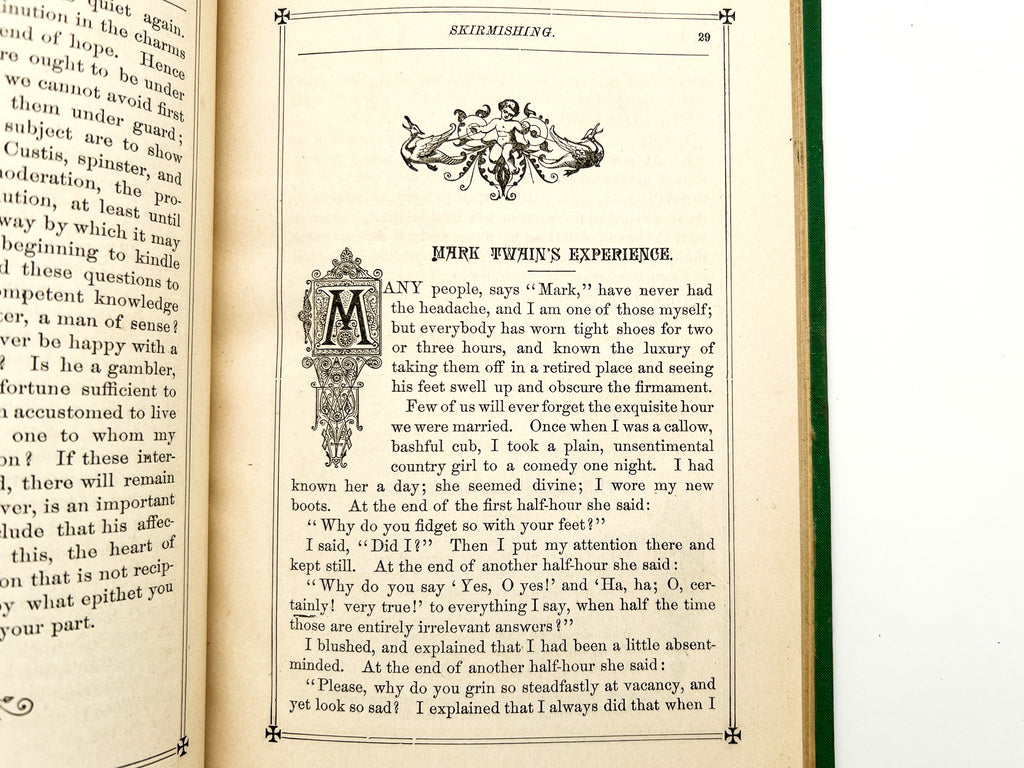 quiet again.
inution in the charms
end of hope. Hence
re ought to be under
we cannot avoid first
them under guard;
subject are to show
Custis, spinster, and
noderation, the pro-
ution, at least until
way by which it may
beginning to kindle
d these questions to
ompetent knowledge
ter, a man of sense?
ver be happy with a
? Is he a gambler,
fortune sufficient to
n accustomed to live
one to whom my
on? If these inter-
d, there will remain
ver, is an important
clude that his affec-
this, the heart of
on that is not recip-
by what epithet you
your part.
SKIRMISHING. 29
MARK TWAIN'S EXPERIENCE.
MANY people, says “Mark,” have never had
the headache, and I am one of those myself;
but everybody has worn tight shoes for two
or three hours, and known the luxury of
taking them off in a retired place and seeing
his feet swell up and obscure the firmament.
Few of us will ever forget the exquisite hour
we were married. Once when I was a callow,
bashful cub, I took a plain, unsentimental
country girl to a comedy one night. I had
known her a day; she seemed divine; I wore my new
boots. At the end of the first half-hour she said:
“Why do you fidget so with your feet?”
I said, “Did I?” Then I put my attention there and
kept still. At the end of another half-hour she said:
“Why do you say ‘Yes, O yes!’ and ‘Ha, ha; O, cer-
tainly! very true!’ to everything I say, when half the time
those are entirely irrelevant answers?”
I blushed, and explained that I had been a little absent-
minded. At the end of another half-hour she said:
“Please, why do you grin so steadfastly at vacancy, and
yet look so sad? I explained that I always did that when I